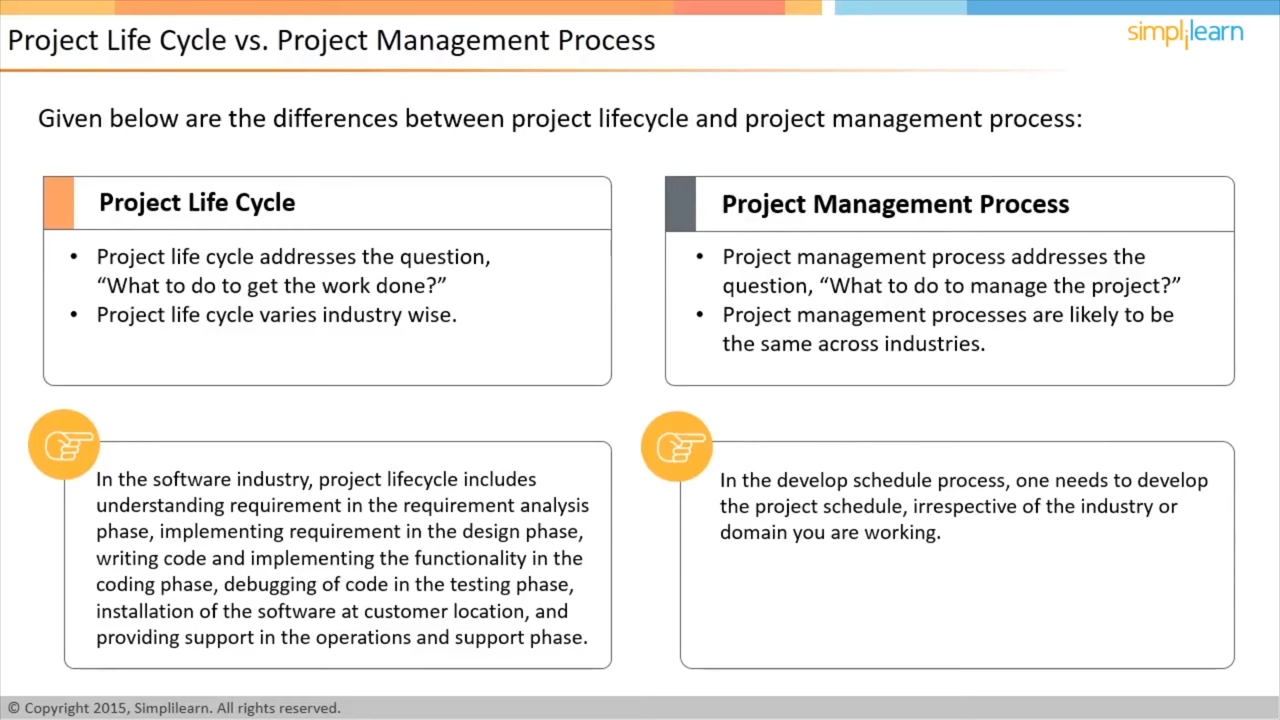 Project Life Cycle vs. Project Management Process
simplilearn
Given below are the differences between project lifecycle and project management process:
Project Life Cycle
• Project life cycle addresses the question,
“What to do to get the work done?”
• Project life cycle varies industry wise.
Project Management Process
• Project management process addresses the
question, “What to do to manage the project?”
• Project management processes are likely to be
the same across industries.
In the software industry, project lifecycle includes
understanding requirement in the requirement analysis
phase, implementing requirement in the design phase,
writing code and implementing the functionality in the
coding phase, debugging of code in the testing phase,
installation of the software at customer location, and
providing support in the operations and support phase.
In the develop schedule process, one needs to develop
the project schedule, irrespective of the industry or
domain you are working.
© Copyright 2015, Simplilearn. All rights reserved.